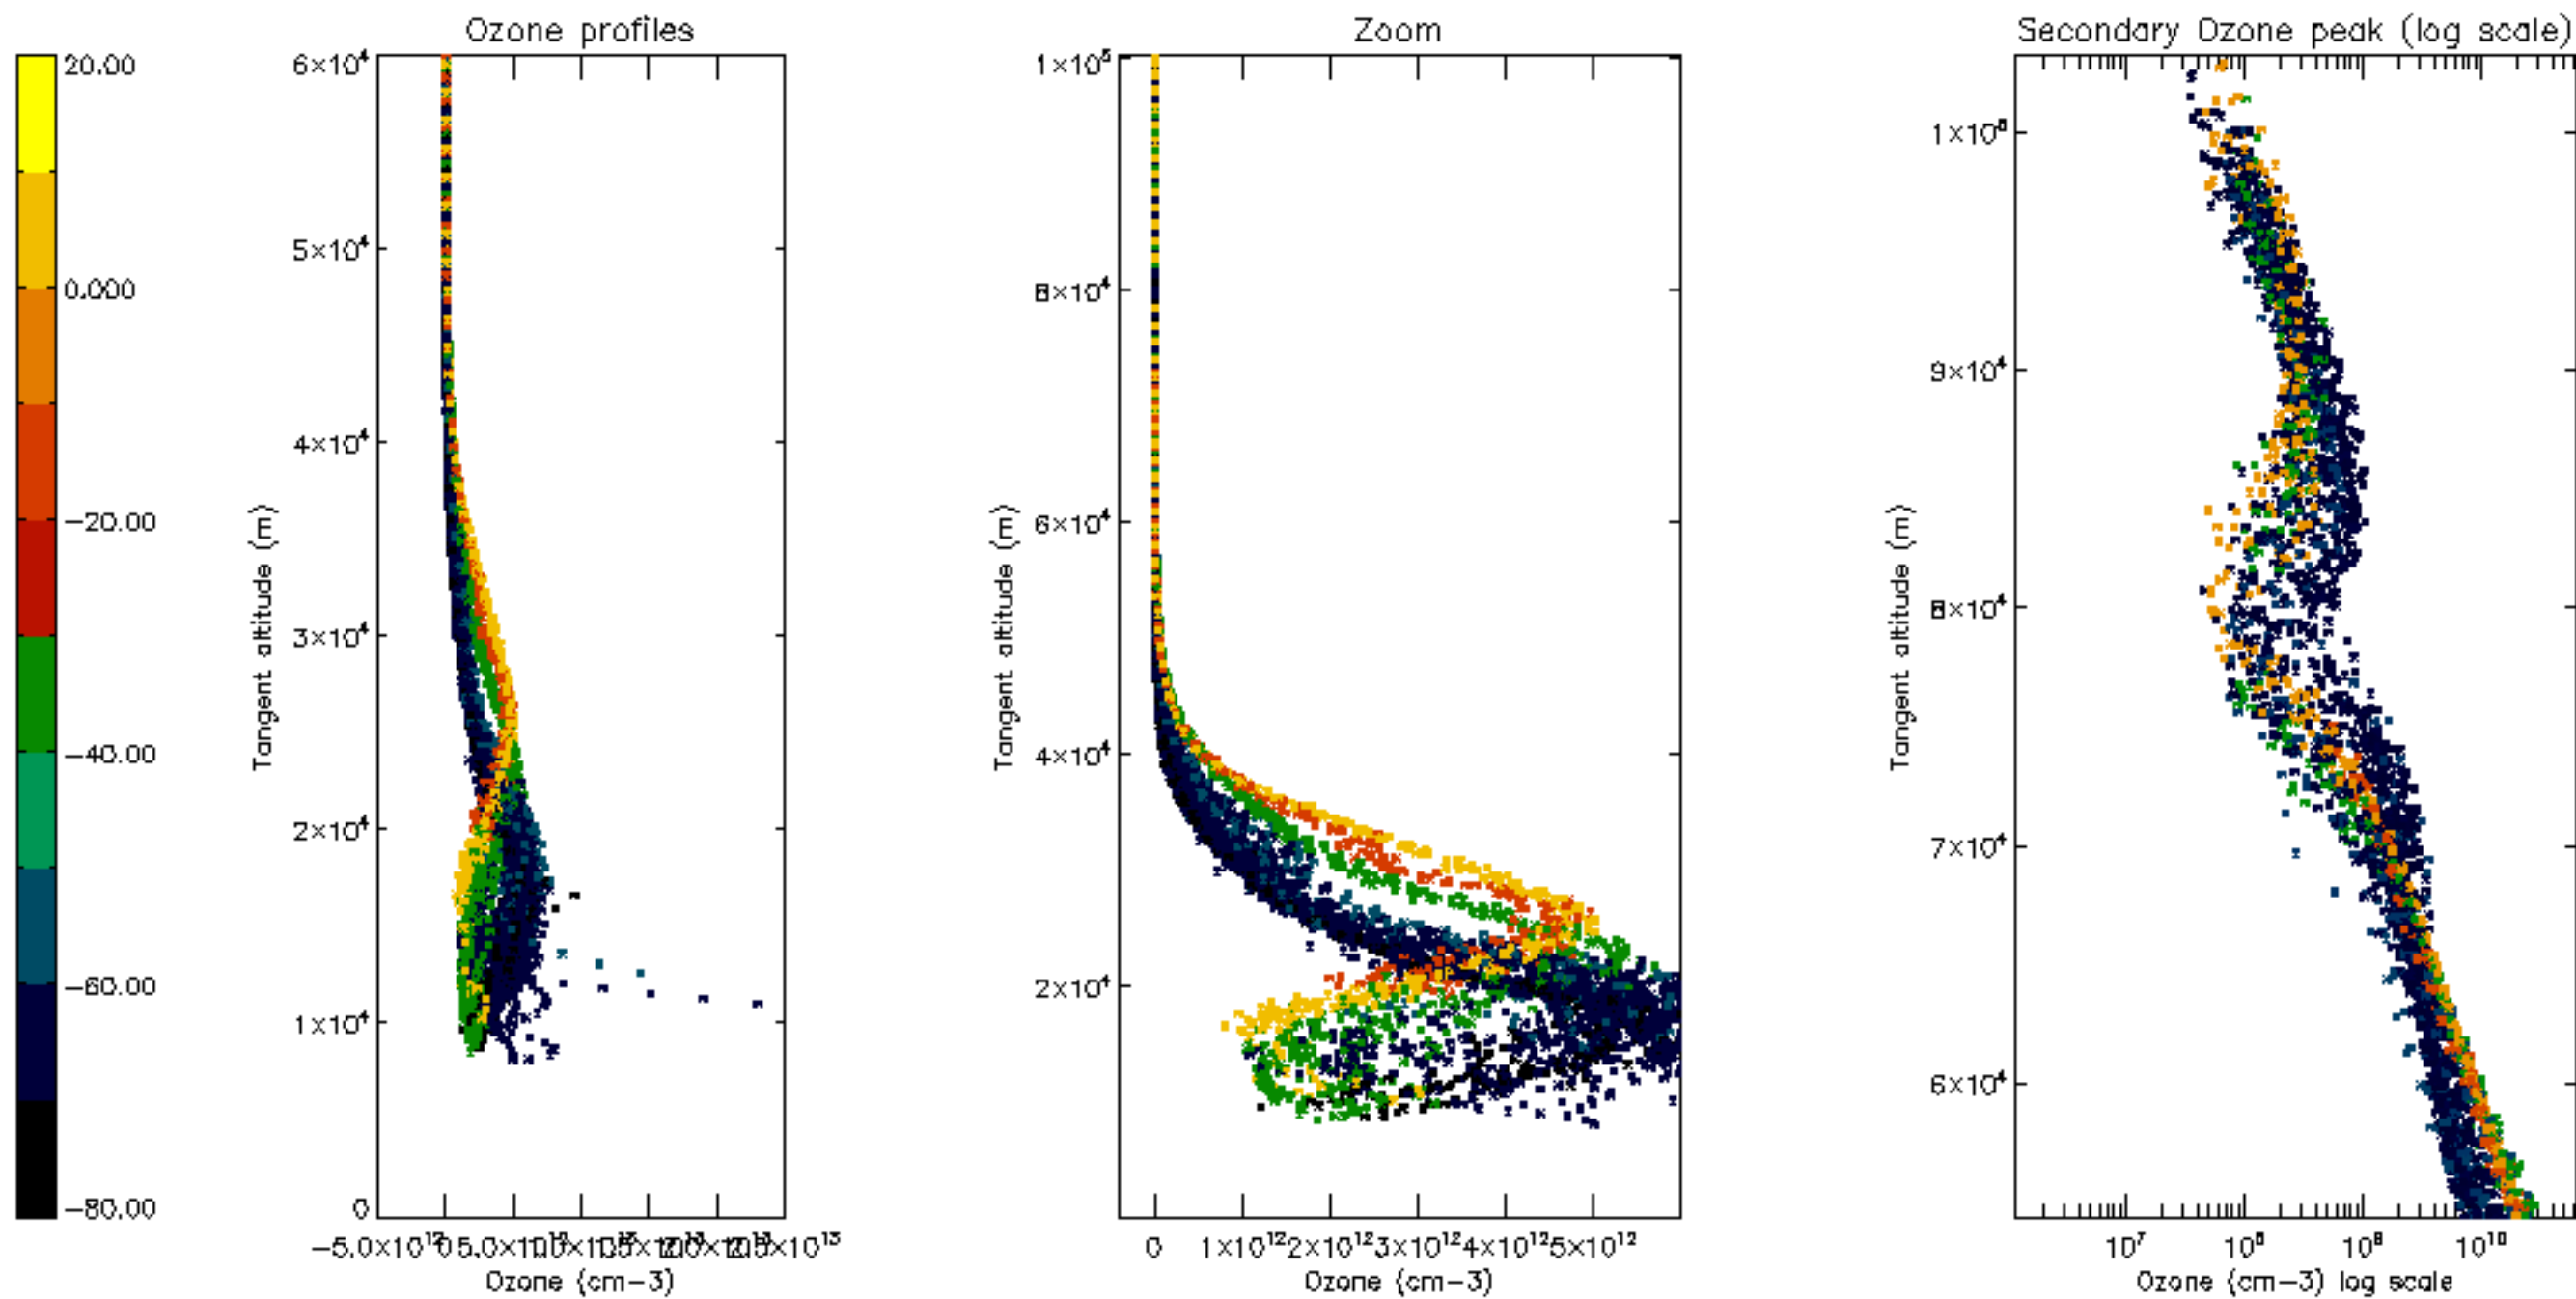 Ozone profiles
Zoom
Secondary Ozone peak (log scale)
20.00
0.000
−20.00
−40.00
−60.00
−80.00
Tangent altitude (m)
6×10⁴
5×10⁴
4×10⁴
3×10⁴
2×10⁴
1×10⁴
0
Ozone (cm−3)
Tangent altitude (m)
1×10⁵
8×10⁴
6×10⁴
4×10⁴
2×10⁴
0 1×10¹² 2×10¹² 3×10¹² 4×10¹² 5×10¹²
Ozone (cm−3)
Tangent altitude (m)
9×10⁴
8×10⁴
7×10⁴
6×10⁴
10⁷ 10⁸ 10⁹ 10¹⁰
Ozone (cm−3) log scale